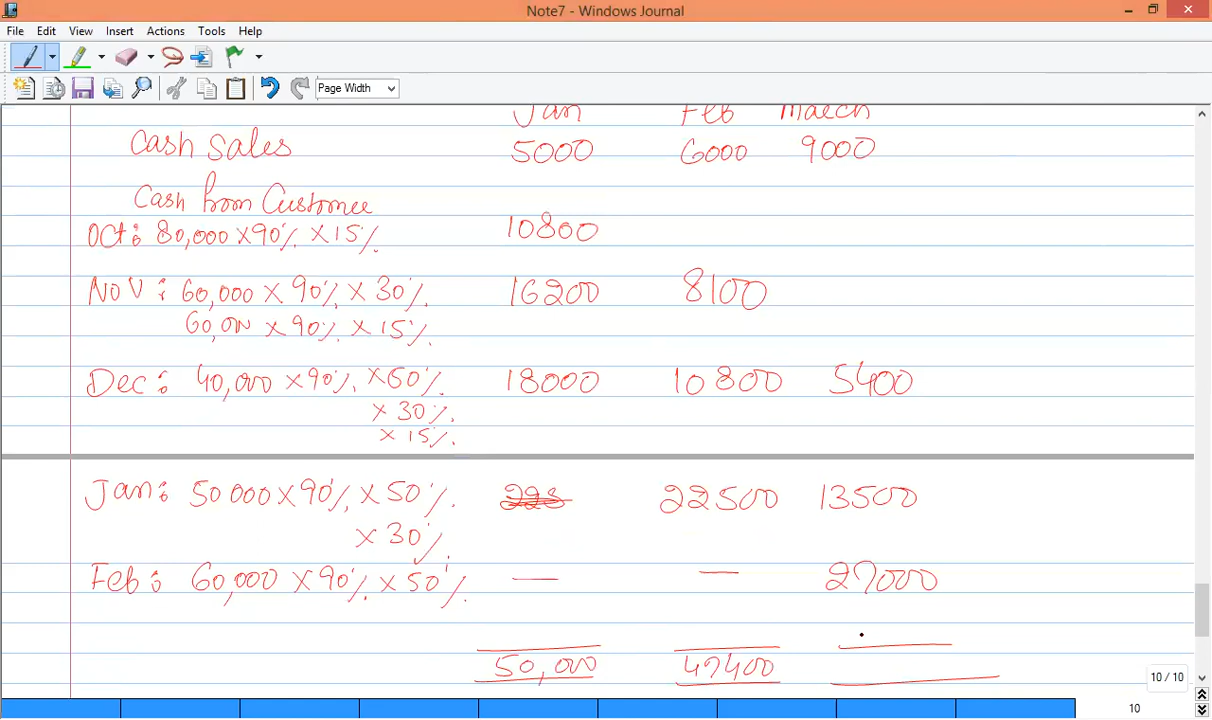 Note7 - Windows Journal
File Edit View Insert Actions Tools Help
Page Width
Jan Feb March
Cash Sales 5000 6000 9000
Cash from Customer
Oct: 80,000 x 90% x 15% 10800
Nov: 60,000 x 90% x 30% 16200 8100
60,000 x 90% x 15%
Dec: 40,000 x 90% x 50% 18000 10800 5400
x 30%
x 15%
Jan: 50000 x 90% x 50% 225 22500 13500
x 30%
Feb: 60,000 x 90% x 50% — — 27000
50,000 47400
10 / 10
10